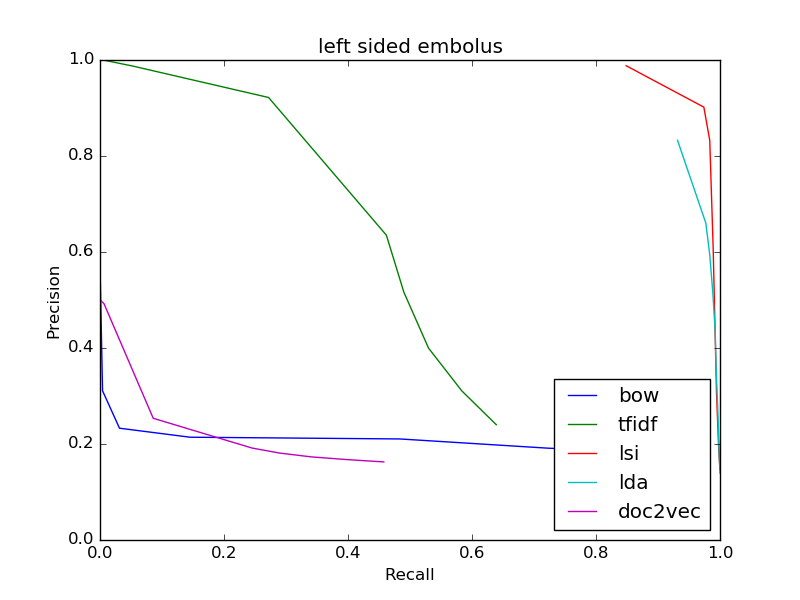 left sided embolus
1.0
0.8
0.6
0.4
0.2
0.0
Precision
bow
tfidf
lsi
lda
doc2vec
0.0 0.2 0.4 0.6 0.8 1.0
Recall